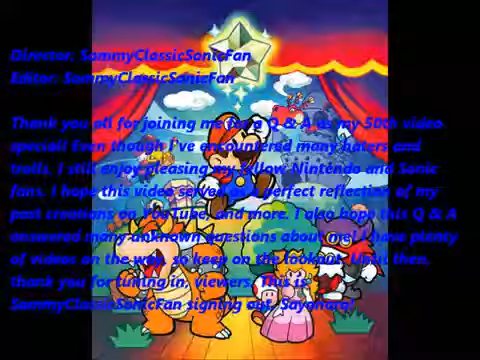 Director: SammyClassicSonicFan
Editor: SammyClassicSonicFan
Thank you all for joining me for a Q & A as my 50th video
special! Even though I've encountered many haters and
trolls, I still enjoy pleasing my fellow Nintendo and Sonic
fans. I hope this video served as a perfect reflection of my
past creations on YouTube, and more. I also hope this Q & A
answered many unknown questions about me! I have plenty
of videos on the way, so keep on the lookout. Until then,
thank you for tuning in, viewers. This is
SammyClassicSonicFan signing out. Sayonara!